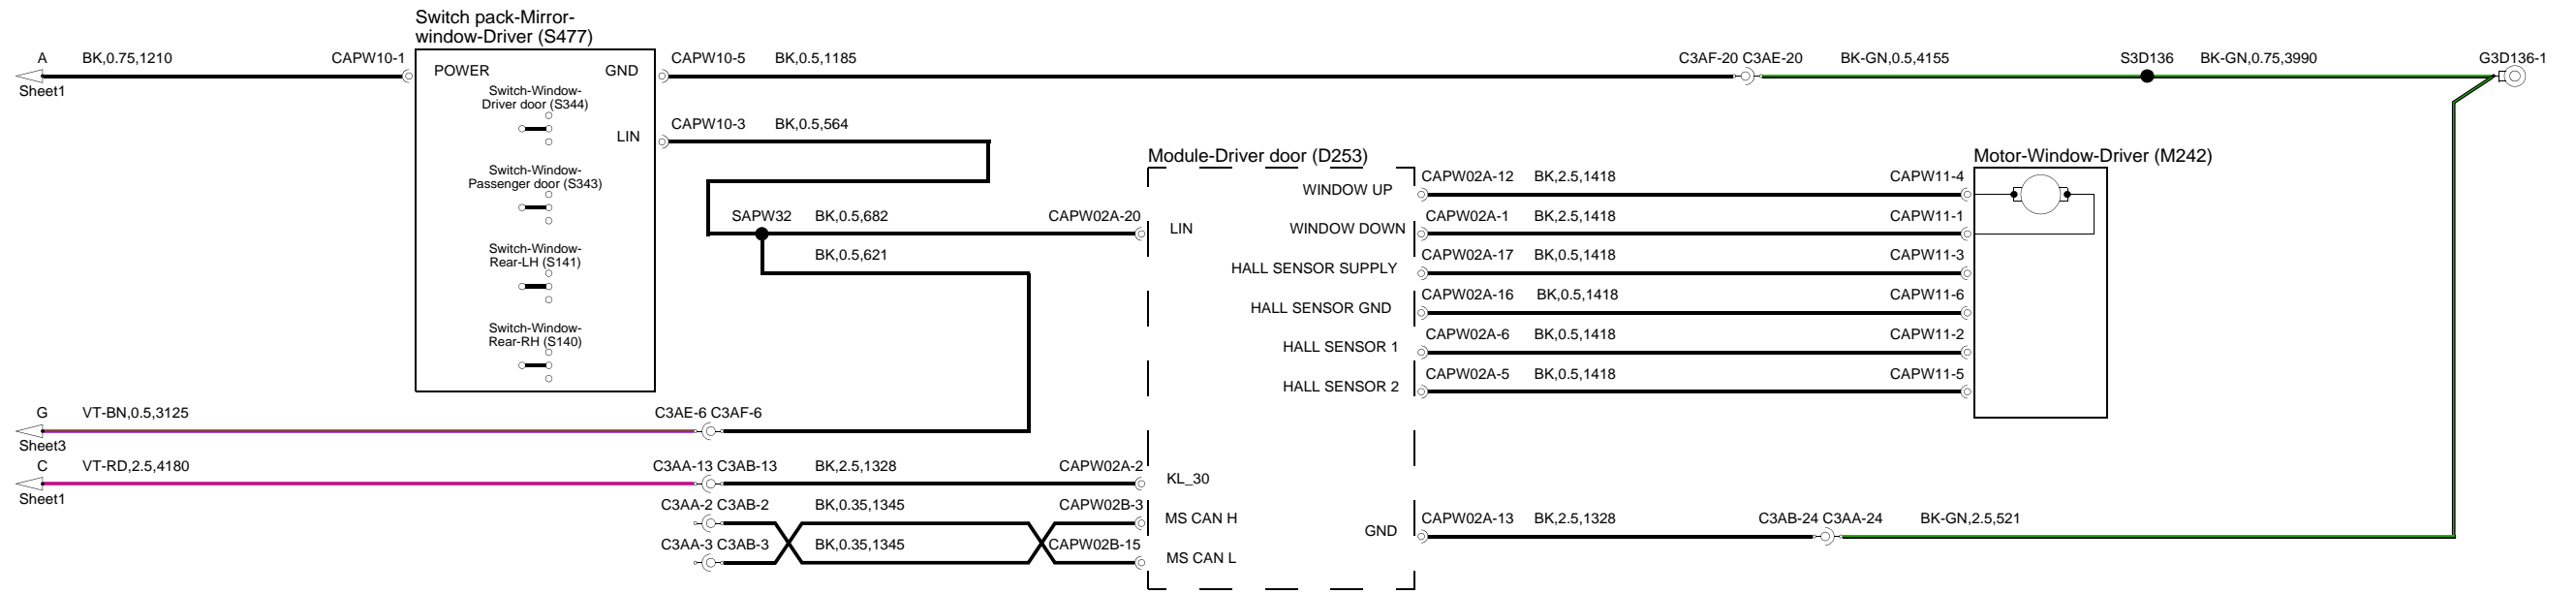 Switch pack-Mirror-
window-Driver (S477)
A
BK,0.75,1210
CAPW10-1
POWER
GND
CAPW10-5
BK,0.5,1185
C3AF-20 C3AE-20
BK-GN,0.5,4155
S3D136
BK-GN,0.75,3990
G3D136-1
Sheet1
Switch-Window-
Driver door (S344)
LIN
CAPW10-3
BK,0.5,564
Switch-Window-
Passenger door (S343)
Switch-Window-
Rear-LH (S141)
Switch-Window-
Rear-RH (S140)
SAPW32
BK,0.5,682
CAPW02A-20
BK,0.5,621
Module-Driver door (D253)
LIN
WINDOW UP
CAPW02A-12
BK,2.5,1418
CAPW11-4
WINDOW DOWN
CAPW02A-1
BK,2.5,1418
CAPW11-1
HALL SENSOR SUPPLY
CAPW02A-17
BK,0.5,1418
CAPW11-3
HALL SENSOR GND
CAPW02A-16
BK,0.5,1418
CAPW11-6
HALL SENSOR 1
CAPW02A-6
BK,0.5,1418
CAPW11-2
HALL SENSOR 2
CAPW02A-5
BK,0.5,1418
CAPW11-5
Motor-Window-Driver (M242)
G
VT-BN,0.5,3125
C3AE-6 C3AF-6
Sheet3
C
VT-RD,2.5,4180
C3AA-13 C3AB-13
BK,2.5,1328
CAPW02A-2
KL_30
Sheet1
C3AA-2 C3AB-2
BK,0.35,1345
CAPW02B-3
MS CAN H
C3AA-3 C3AB-3
BK,0.35,1345
CAPW02B-15
MS CAN L
GND
CAPW02A-13
BK,2.5,1328
C3AB-24 C3AA-24
BK-GN,2.5,521